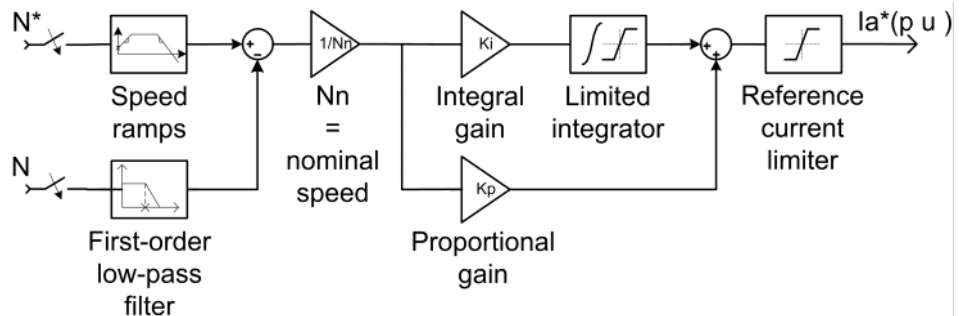 N*
1/Nn
Ki
Ia*(p u )
Speed
ramps
Nn
=
nominal
speed
Integral
gain
Limited
integrator
Reference
current
limiter
N
Kp
First-order
low-pass
filter
Proportional
gain